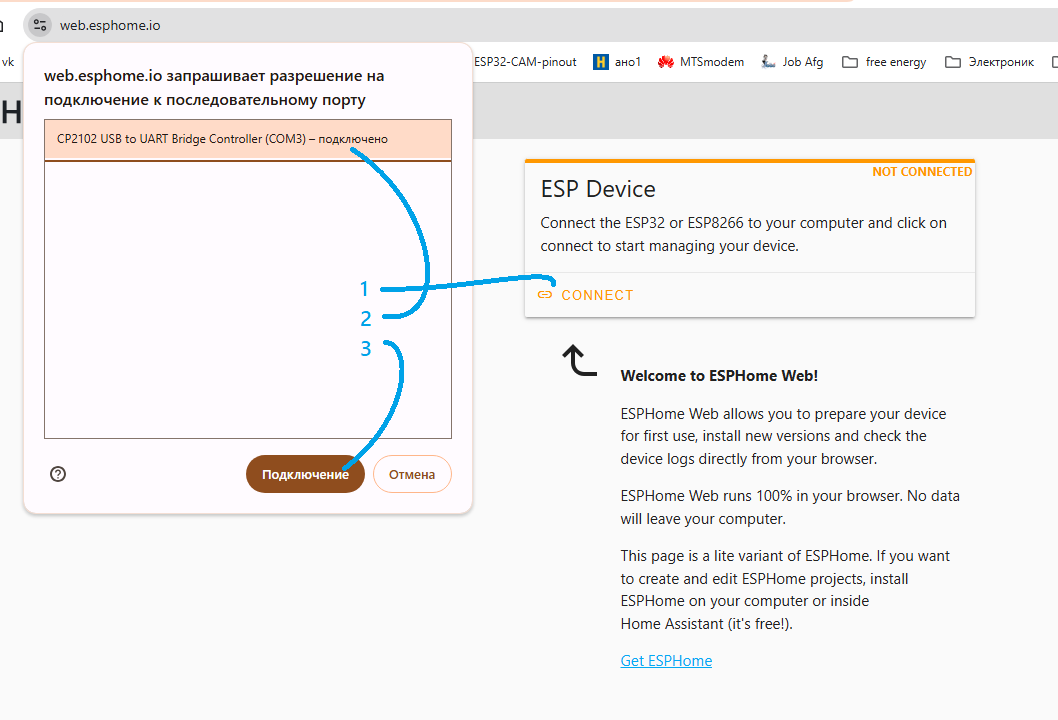 web.esphome.io
vk
ESP32-CAM-pinout
H
ано1
MTSmodem
Job Afg
free energy
Электроник
web.esphome.io запрашивает разрешение на
подключение к последовательному порту
H
CP2102 USB to UART Bridge Controller (COM3) – подключено
NOT CONNECTED
ESP Device
Connect the ESP32 or ESP8266 to your computer and click on
connect to start managing your device.
1
CONNECT
2
3
Welcome to ESPHome Web!
ESPHome Web allows you to prepare your device
for first use, install new versions and check the
device logs directly from your browser.
Подключение
Отмена
ESPHome Web runs 100% in your browser. No data
will leave your computer.
This page is a lite variant of ESPHome. If you want
to create and edit ESPHome projects, install
ESPHome on your computer or inside
Home Assistant (it's free!).
Get ESPHome